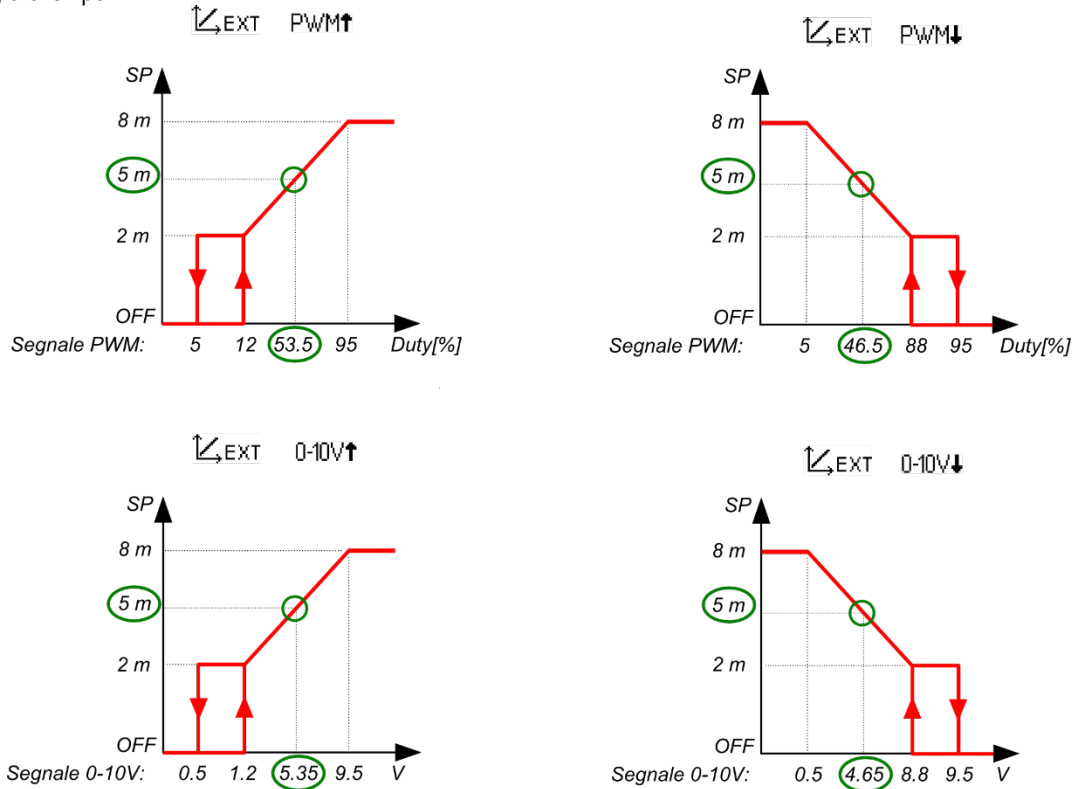 EXT PWM↑
SP
8 m
5 m
2 m
OFF
Segnale PWM: 5 12 53.5 95 Duty[%]
EXT PWM↓
SP
8 m
5 m
2 m
OFF
Segnale PWM: 5 46.5 88 95 Duty[%]
EXT 0-10V↑
SP
8 m
5 m
2 m
OFF
Segnale 0-10V: 0.5 1.2 5.35 9.5 V
EXT 0-10V↓
SP
8 m
5 m
2 m
OFF
Segnale 0-10V: 0.5 4.65 8.8 9.5 V